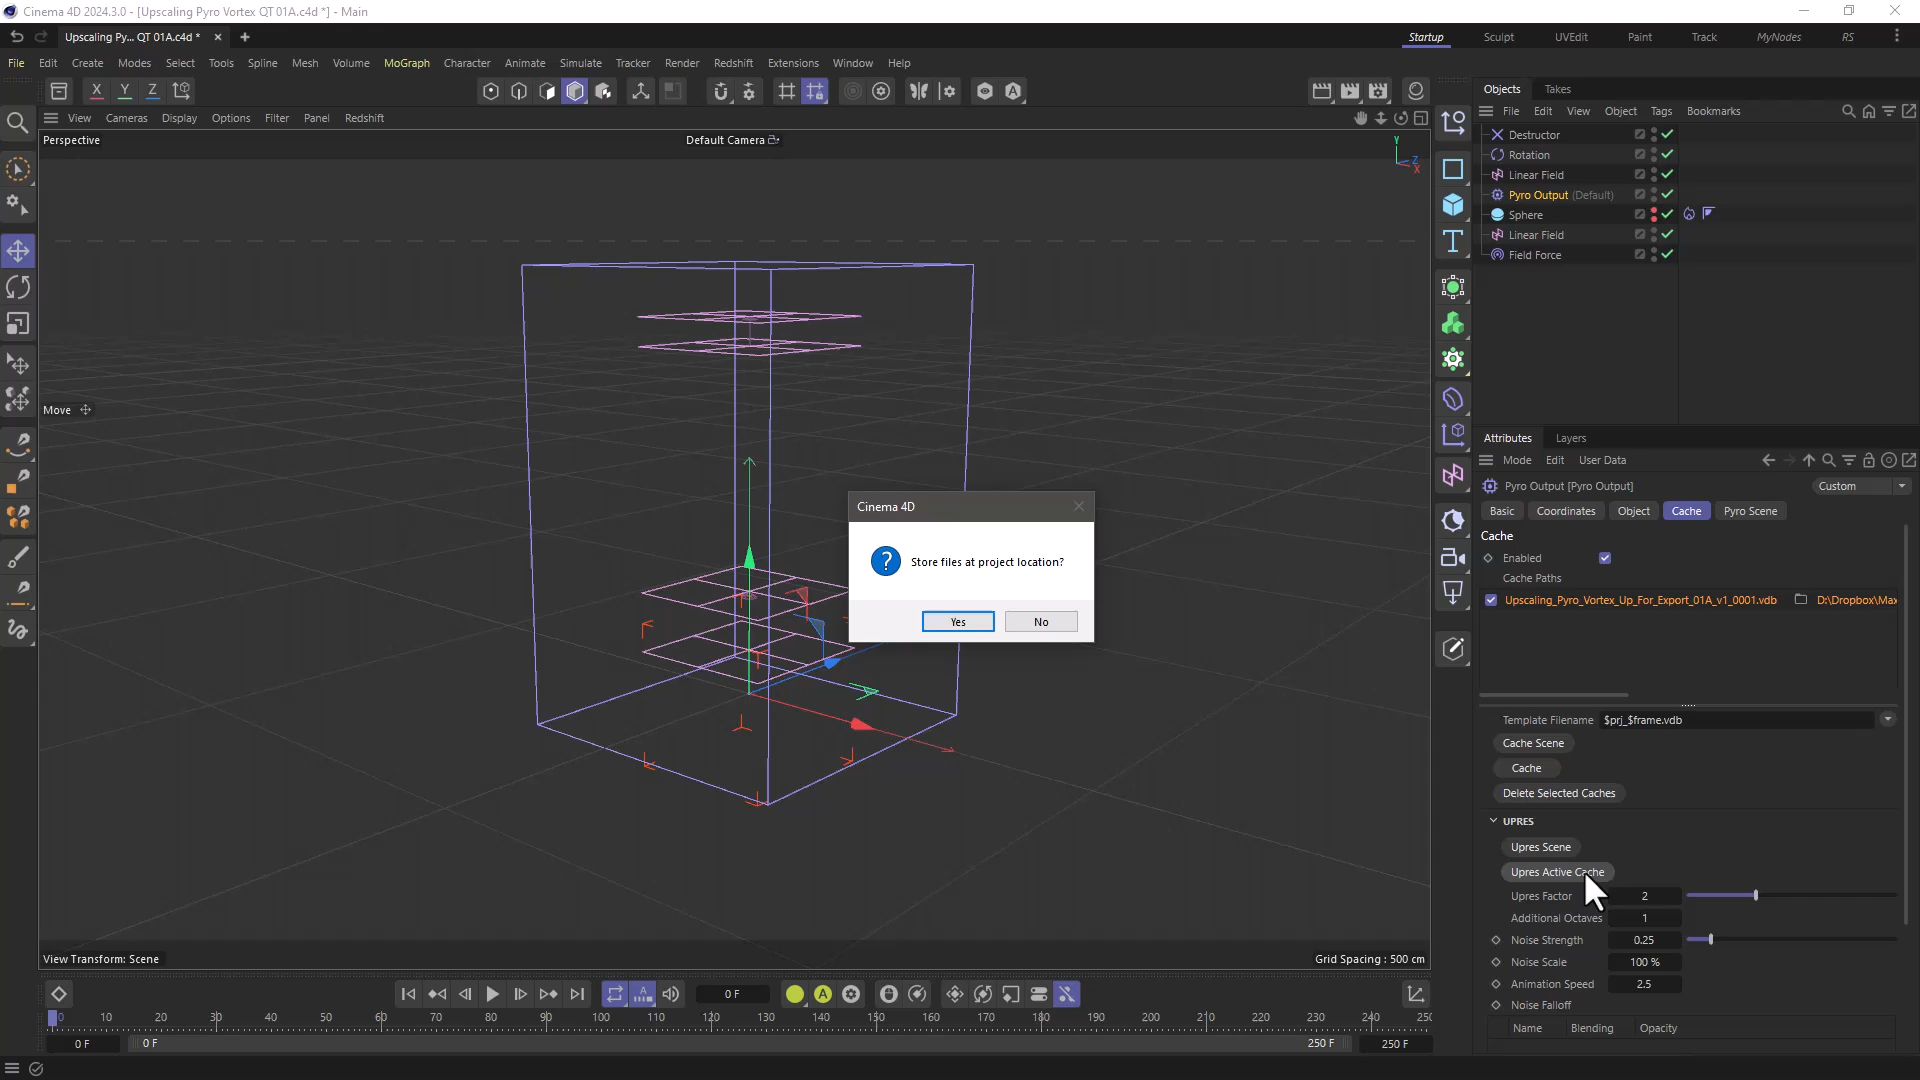 Cinema 4D 2024.3.0 - [Upscaling Pyro Vortex QT 01A.c4d *] - Main
Upscaling Py... QT 01A.c4d *
Startup Sculpt UVEdit Paint Track MyNodes RS
File Edit Create Modes Select Tools Spline Mesh Volume MoGraph Character Animate Simulate Tracker Render Redshift Extensions Window Help
X Y Z
Objects Takes
View Cameras Display Options Filter Panel Redshift
File Edit View Object Tags Bookmarks
Perspective
Default Camera
Y
Z
X
Destructor
Rotation
Linear Field
Pyro Output (Default)
Sphere
Linear Field
Field Force
Move
Cinema 4D
Store files at project location?
Yes No
Attributes Layers
Mode Edit User Data
Pyro Output [Pyro Output]
Custom
Basic Coordinates Object Cache Pyro Scene
Cache
Enabled
Cache Paths
Upscaling_Pyro_Vortex_Up_For_Export_01A_v1_0001.vdb D:\Dropbox\Max
Template Filename $prj_$frame.vdb
Cache Scene
Cache
Delete Selected Caches
UPRES
Upres Scene
Upres Active Cache
Upres Factor 2
Additional Octaves 1
Noise Strength 0.25
Noise Scale 100 %
Animation Speed 2.5
Noise Falloff
Name Blending Opacity
View Transform: Scene
Grid Spacing : 500 cm
0 F
0 10 20 30 40 50 60 70 80 90 100 110 120 130 140 150 160 170 180 190 200 210 220 230 240 250
0 F 0 F 250 F 250 F